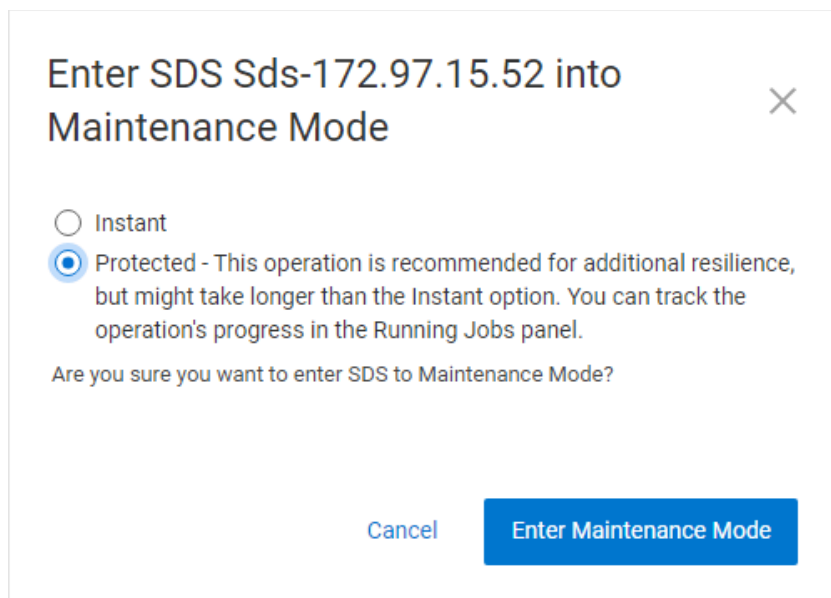 Enter SDS Sds-172.97.15.52 into
Maintenance Mode
Instant
Protected - This operation is recommended for additional resilience,
but might take longer than the Instant option. You can track the
operation's progress in the Running Jobs panel.
Are you sure you want to enter SDS to Maintenance Mode?
Cancel
Enter Maintenance Mode